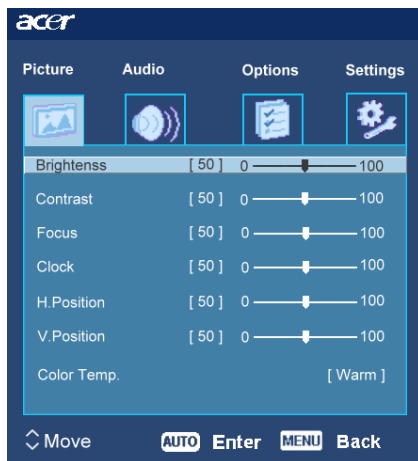 acer
Picture Audio Options Settings
Brightenss [ 50 ] 0 100
Contrast [ 50 ] 0 100
Focus [ 50 ] 0 100
Clock [ 50 ] 0 100
H.Position [ 50 ] 0 100
V.Position [ 50 ] 0 100
Color Temp. [ Warm ]
Move AUTO Enter MENU Back